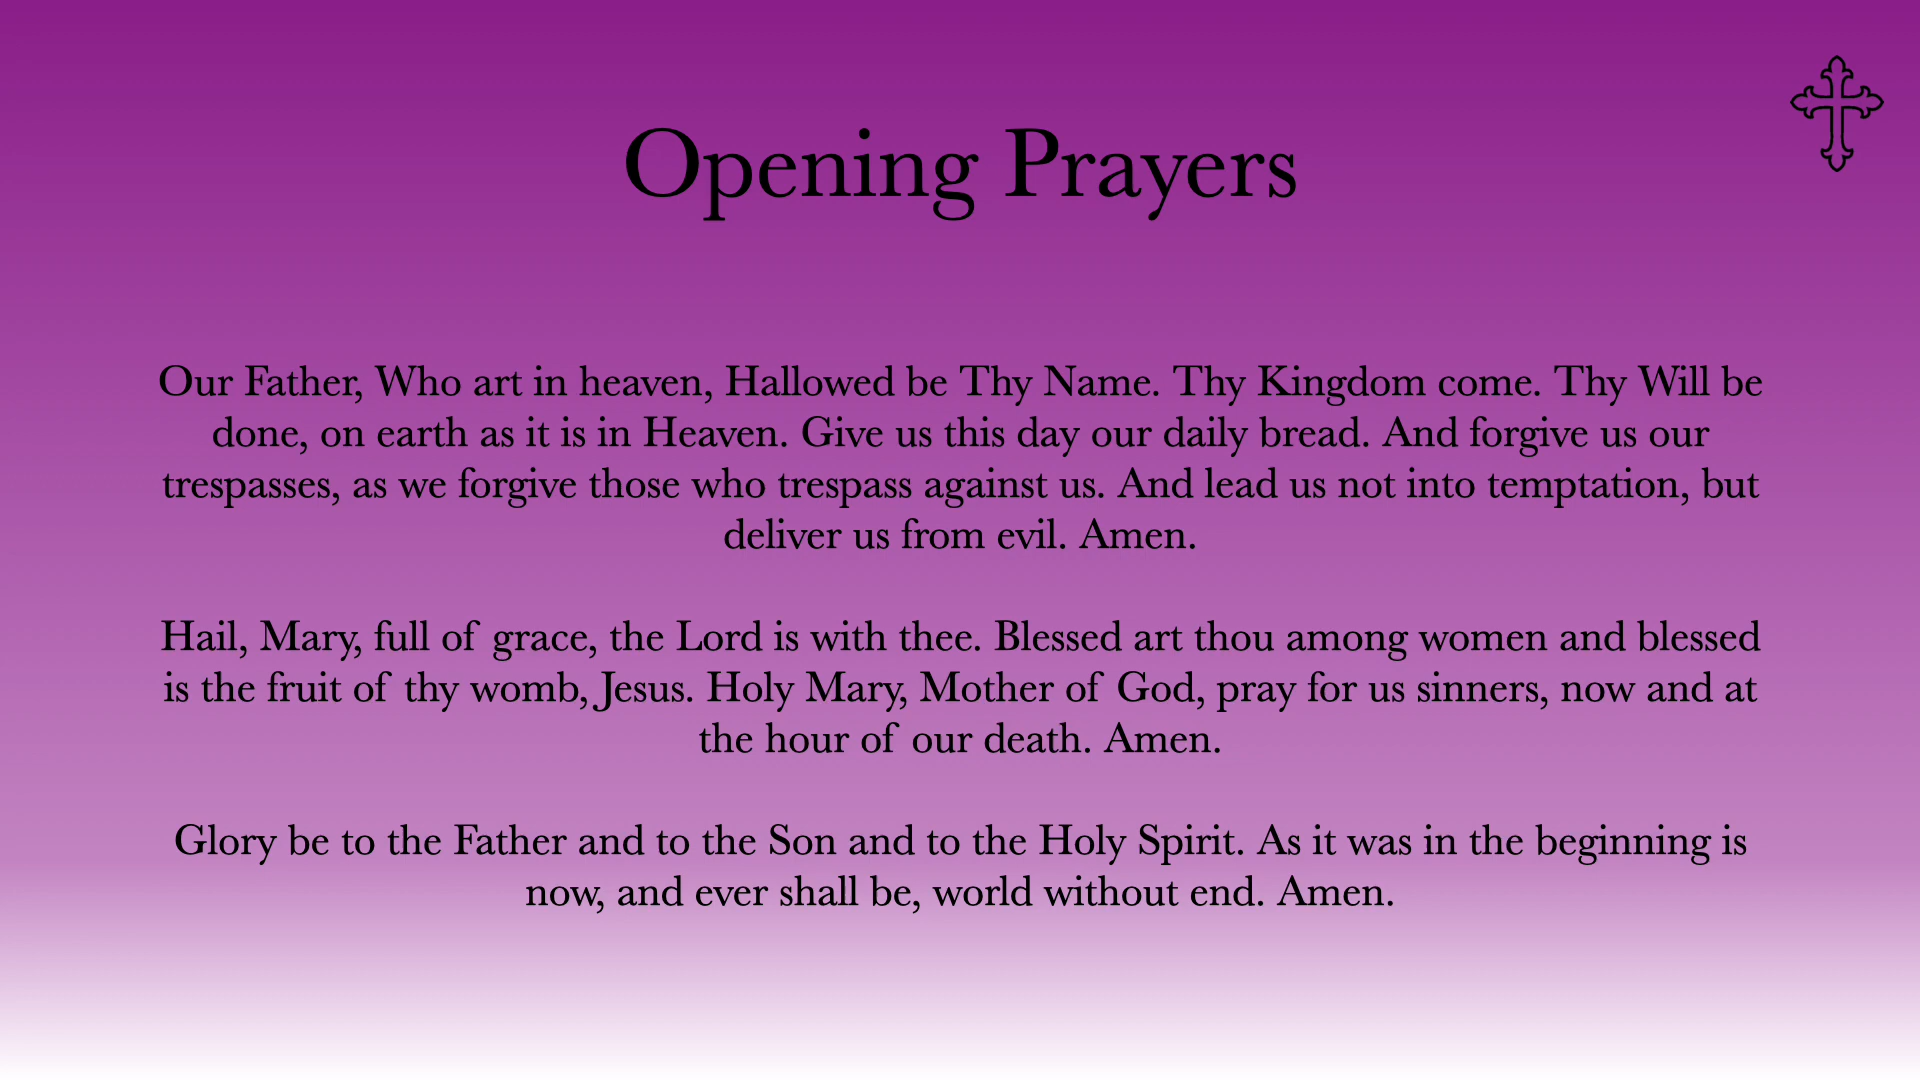 Opening Prayers
Our Father, Who art in heaven, Hallowed be Thy Name. Thy Kingdom come. Thy Will be
done, on earth as it is in Heaven. Give us this day our daily bread. And forgive us our
trespasses, as we forgive those who trespass against us. And lead us not into temptation, but
deliver us from evil. Amen.
Hail, Mary, full of grace, the Lord is with thee. Blessed art thou among women and blessed
is the fruit of thy womb, Jesus. Holy Mary, Mother of God, pray for us sinners, now and at
the hour of our death. Amen.
Glory be to the Father and to the Son and to the Holy Spirit. As it was in the beginning is
now, and ever shall be, world without end. Amen.